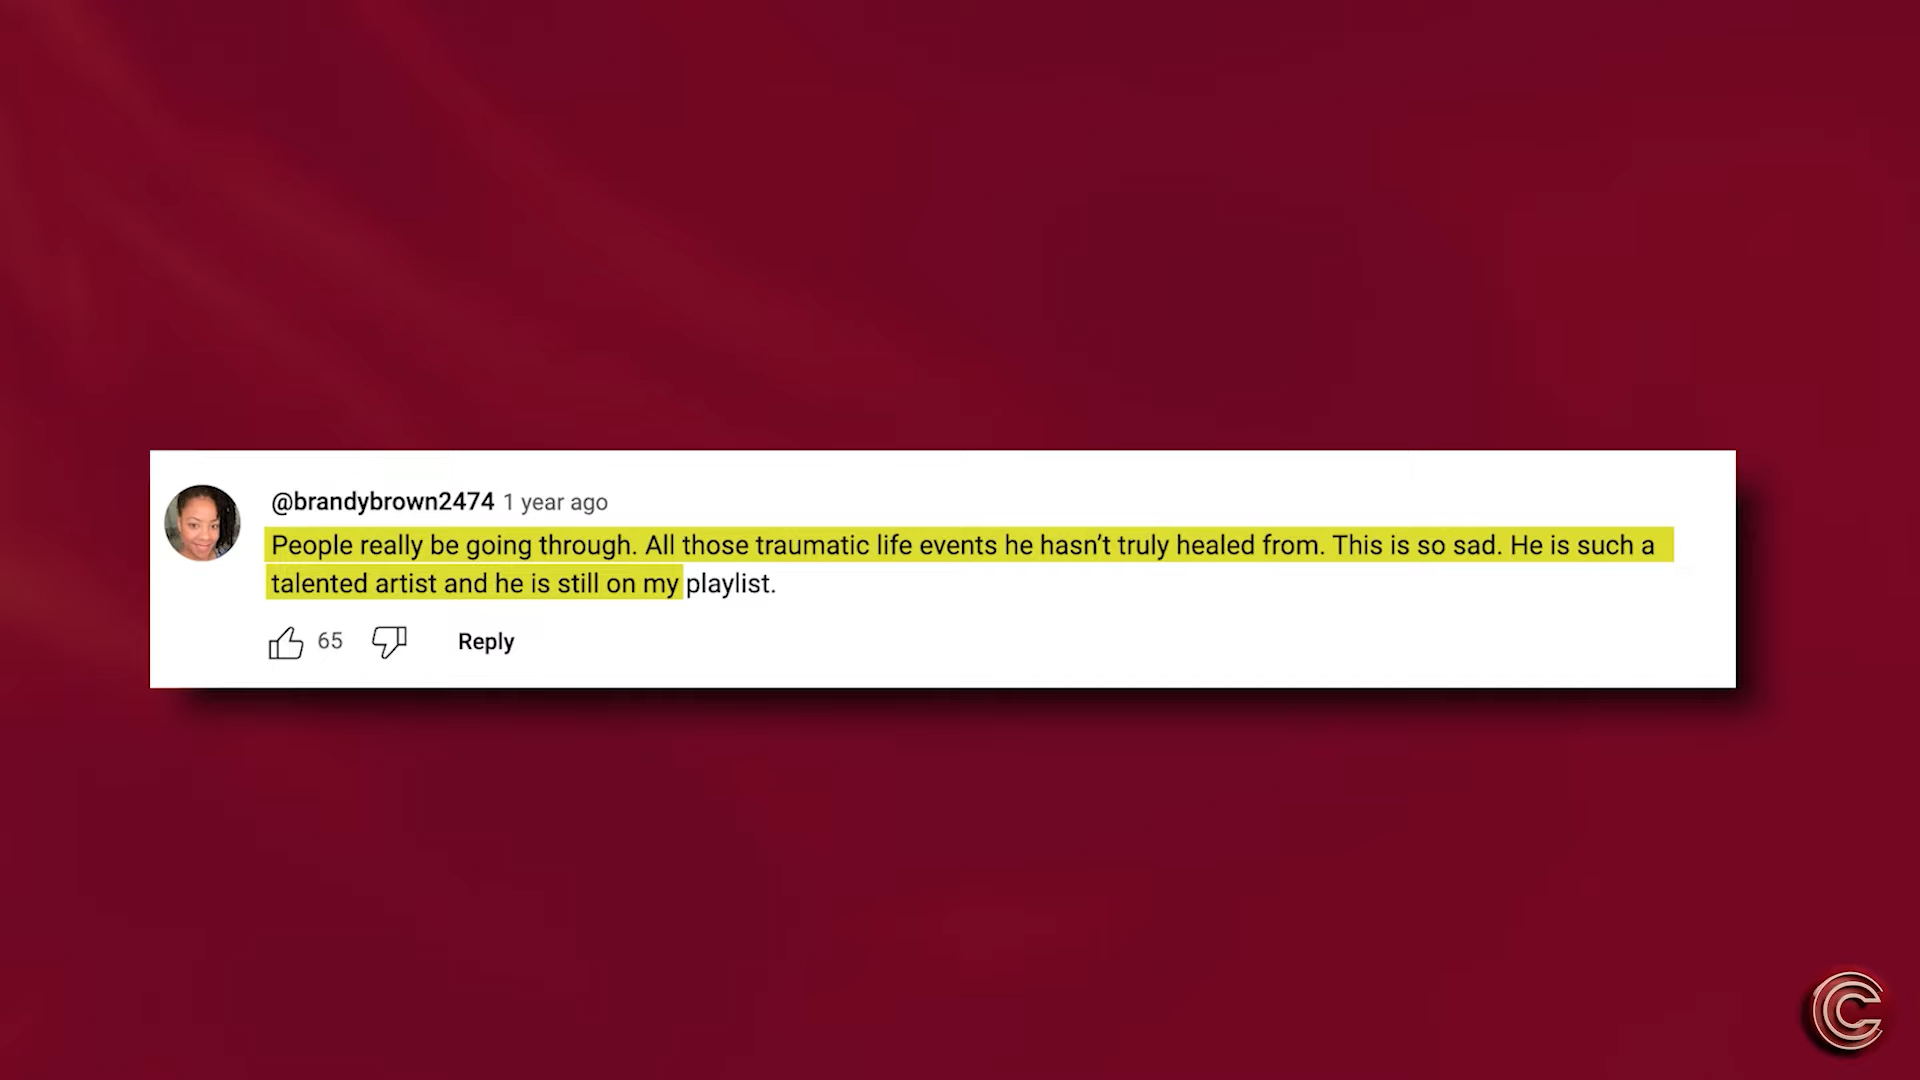 @brandybrown2474 1 year ago
People really be going through. All those traumatic life events he hasn't truly healed from. This is so sad. He is such a
talented artist and he is still on my playlist.
65 Reply